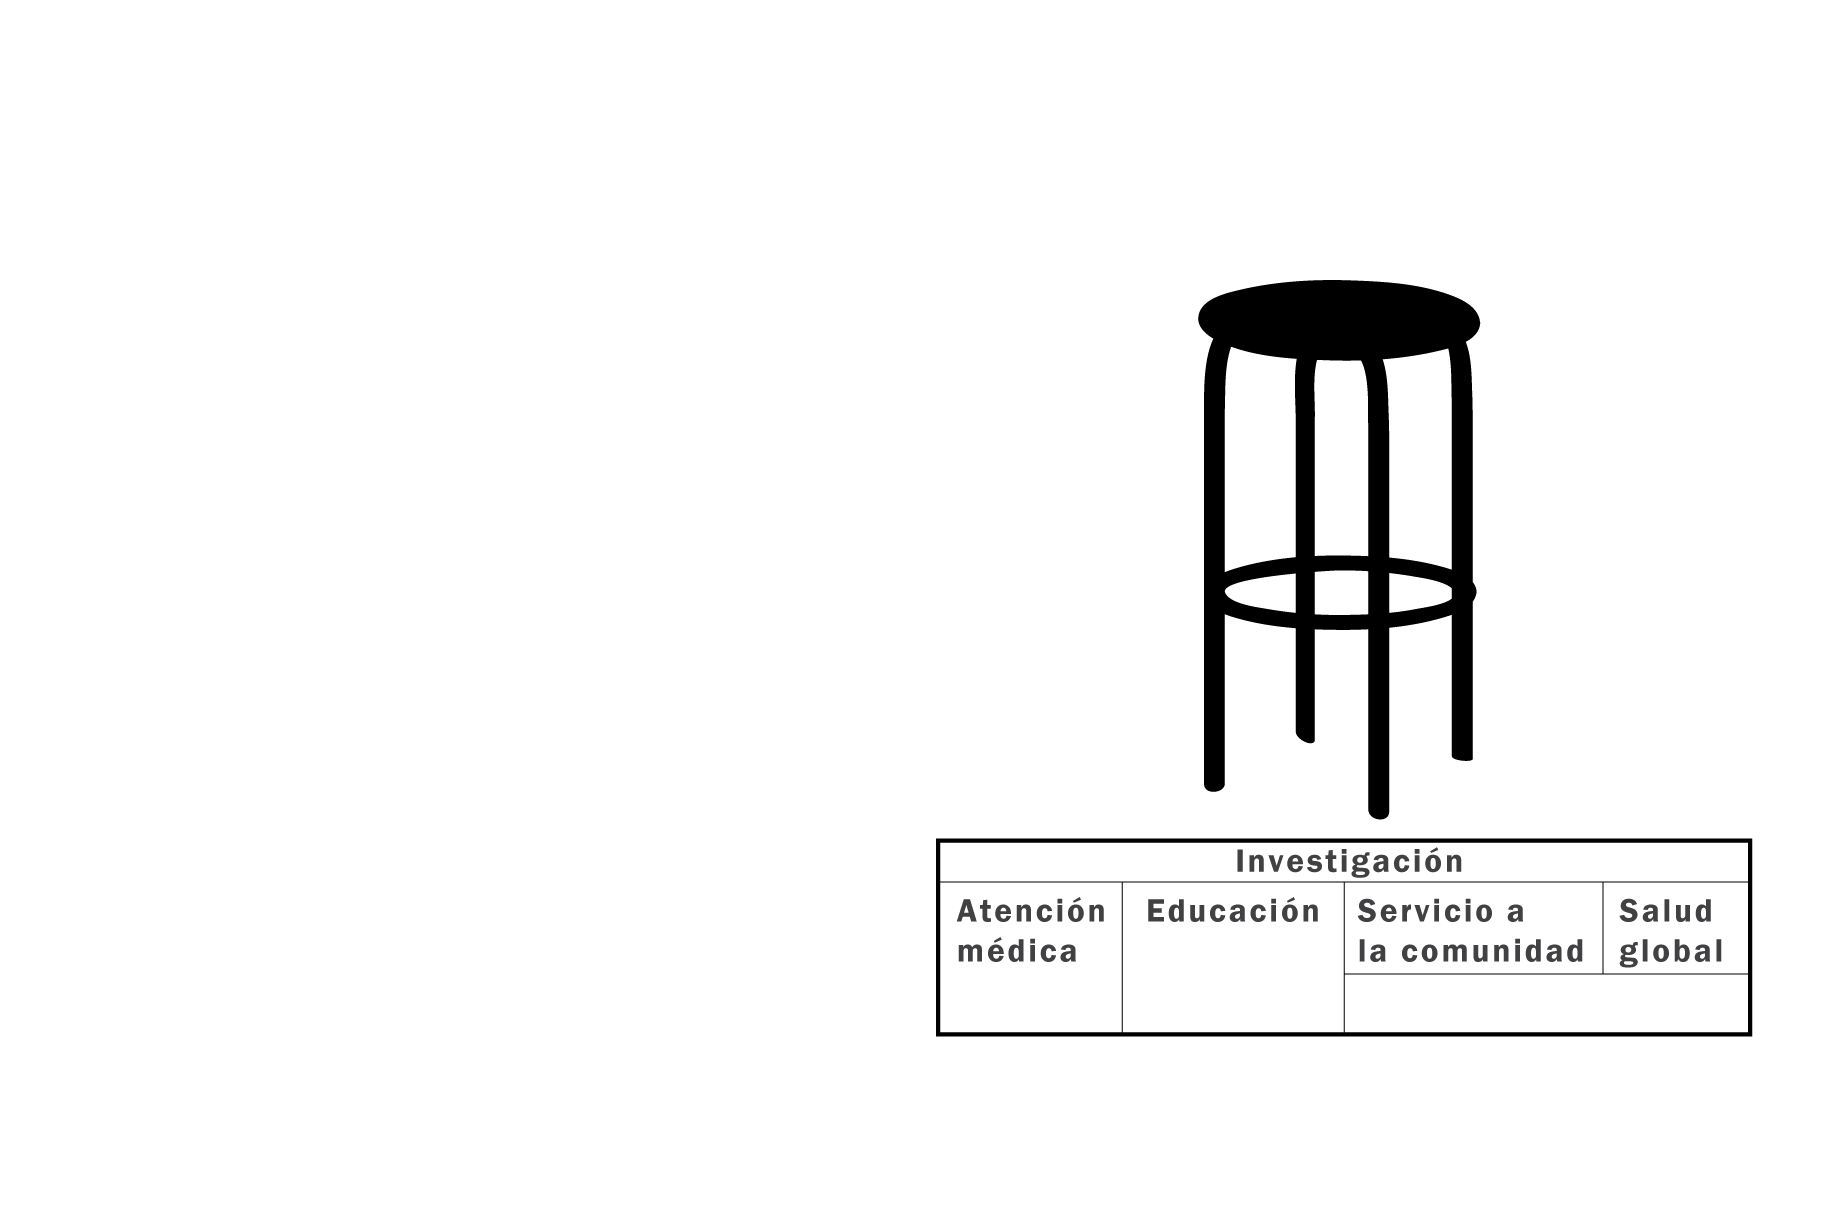 Investigación
Atención
médica
Educación
Servicio a
la comunidad
Salud
global